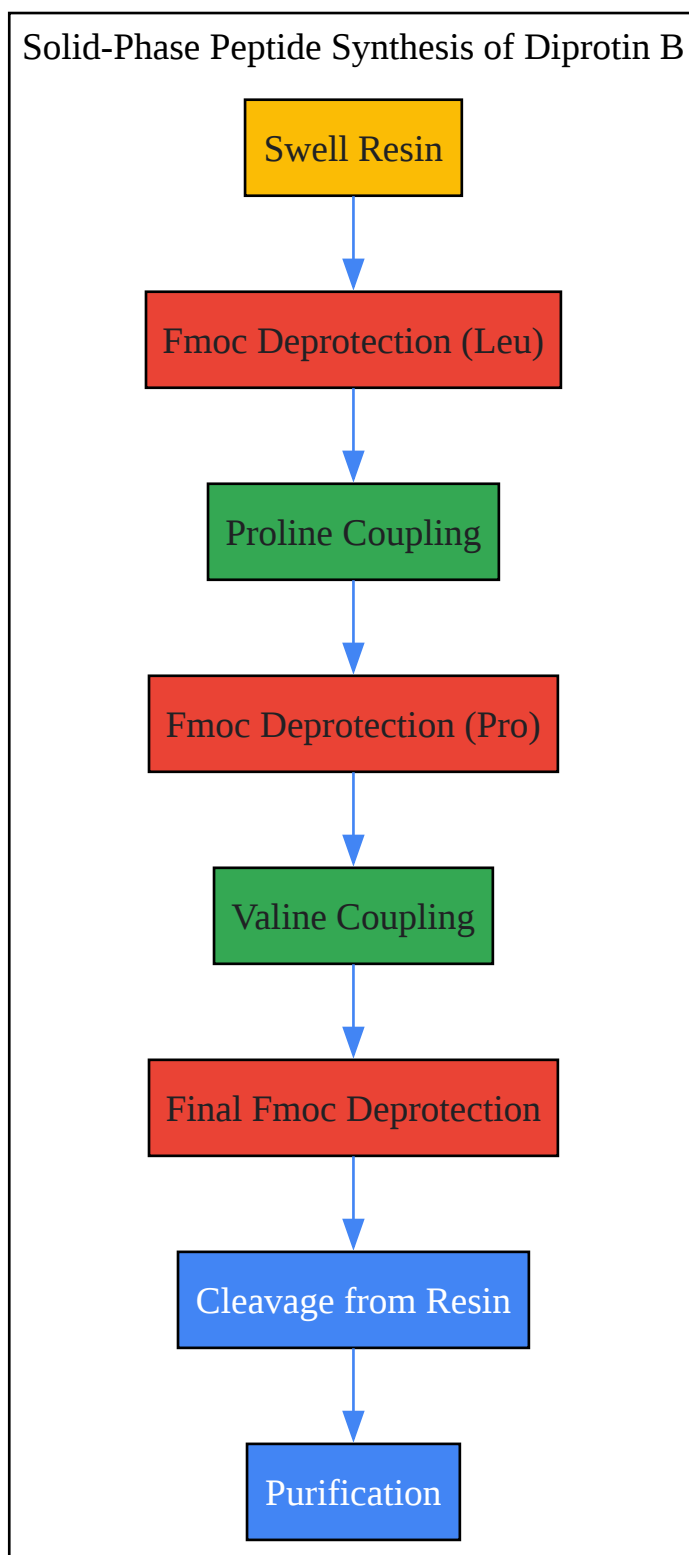 Solid-Phase Peptide Synthesis of Diprotin B
Swell Resin
Fmoc Deprotection (Leu)
Proline Coupling
Fmoc Deprotection (Pro)
Valine Coupling
Final Fmoc Deprotection
Cleavage from Resin
Purification